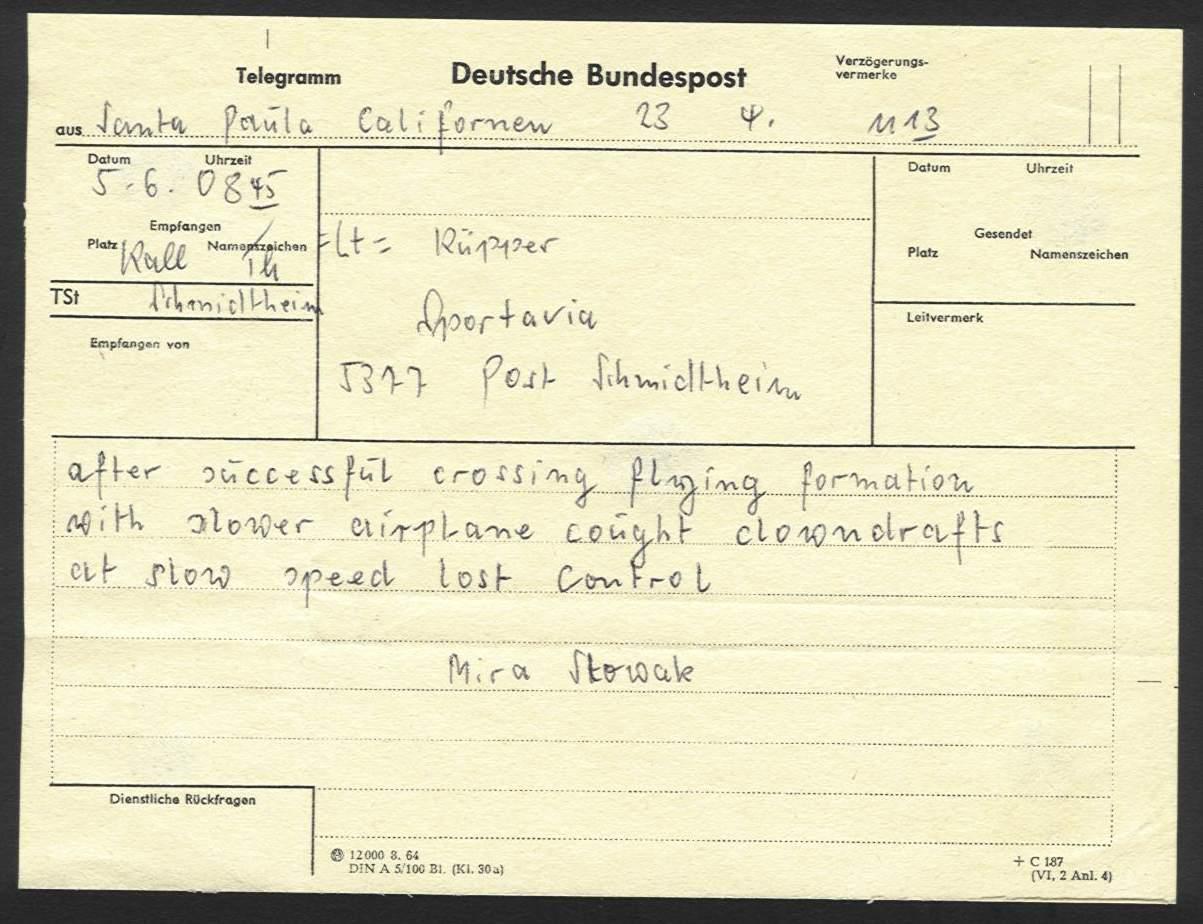 Telegramm Deutsche Bundespost Verzögerungs-
vermerke
aus Santa Paula Californen 23 4. 1113
Datum Uhrzeit
5.6. 0845
Empfangen
Platz Kall Namenszeichen Th
TSt Schmidtheim
Empfangen von
=Lt= Rüpper
Sportavia
5377 Post Schmidtheim
Datum Uhrzeit
Gesendet
Platz Namenszeichen
Leitvermerk
after successful crossing flying formation
with slower airplane cought downdrafts
at slow speed lost control
Mira Slowak
Dienstliche Rückfragen
12000 8. 64
DIN A 5/100 Bl. (Kl. 30a)
+ C 187
(VI, 2 Anl. 4)